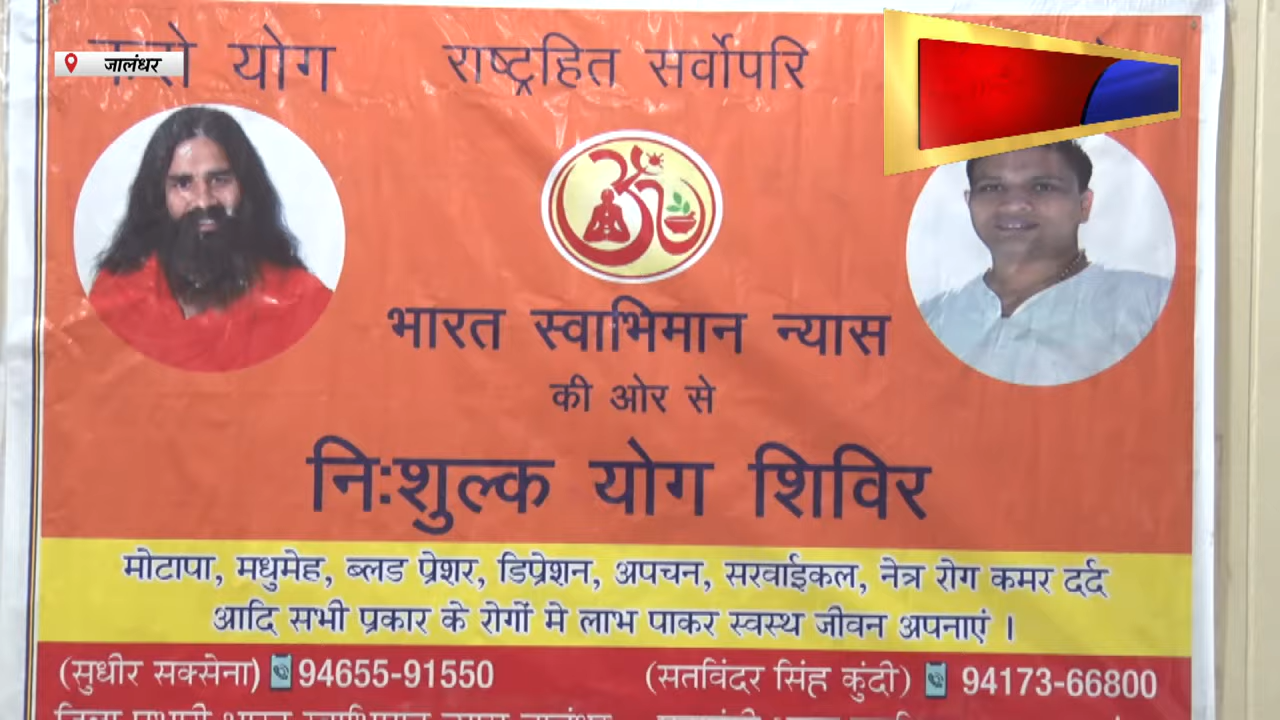 योग राष्ट्रहित सर्वोपरि
जालंधर
भारत स्वाभिमान न्यास
की ओर से
निःशुल्क योग शिविर
मोटापा, मधुमेह, ब्लड प्रेशर, डिप्रेशन, अपचन, सरवाईकल, नेत्र रोग कमर दर्द
आदि सभी प्रकार के रोगों मे लाभ पाकर स्वस्थ जीवन अपनाएं ।
(सुधीर सक्सेना) 94655-91550 (सतविंदर सिंह कुंदी) 94173-66800